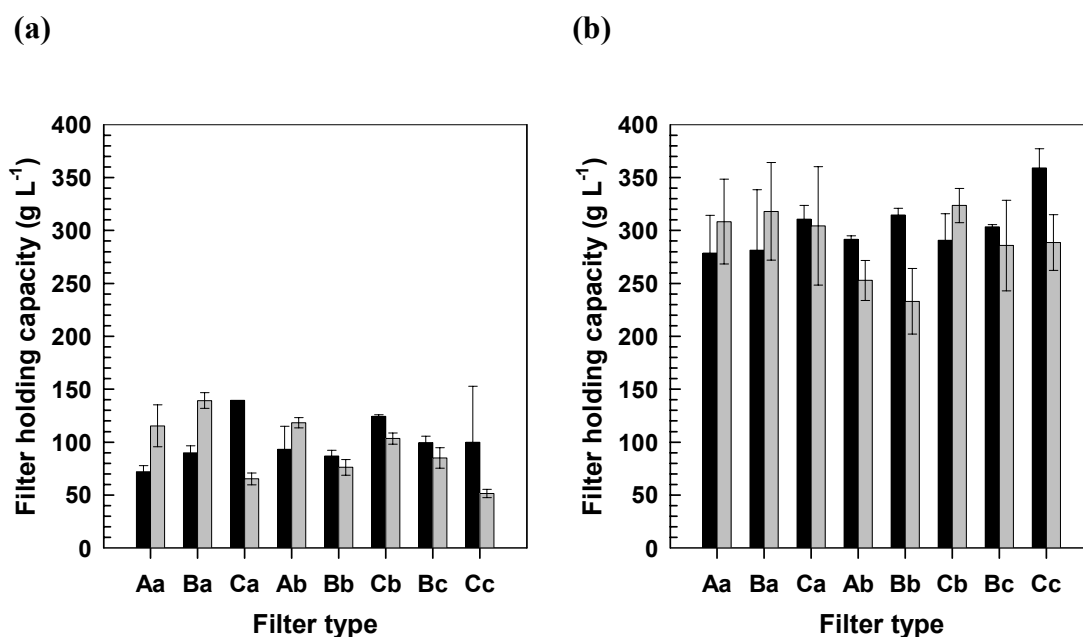 (a)
Filter holding capacity (g L⁻¹)
400
350
300
250
200
150
100
50
0
Aa Ba Ca Ab Bb Cb Bc Cc
Filter type
(b)
Filter holding capacity (g L⁻¹)
400
350
300
250
200
150
100
50
0
Aa Ba Ca Ab Bb Cb Bc Cc
Filter type